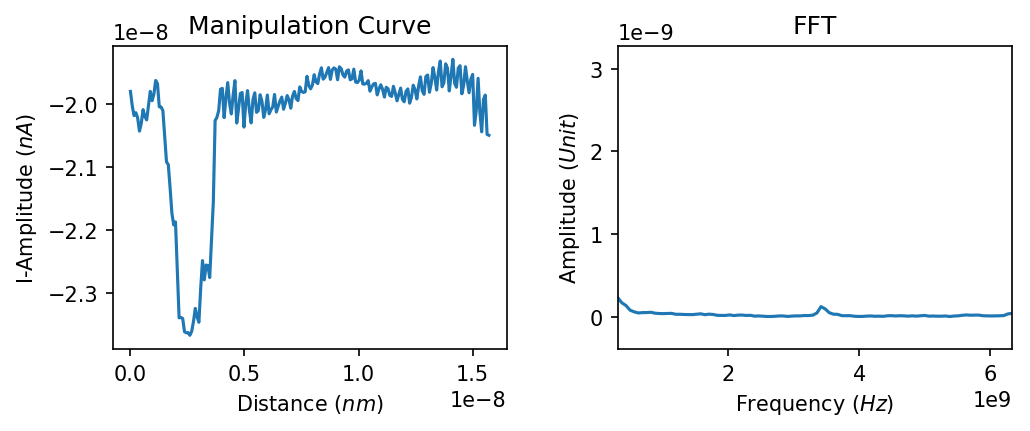 Manipulation Curve
1e−8
I-Amplitude (nA)
−2.0
−2.1
−2.2
−2.3
0.0 0.5 1.0 1.5
Distance (nm)
1e−8
FFT
1e−9
Amplitude (Unit)
3
2
1
0
2 4 6
Frequency (Hz)
1e9